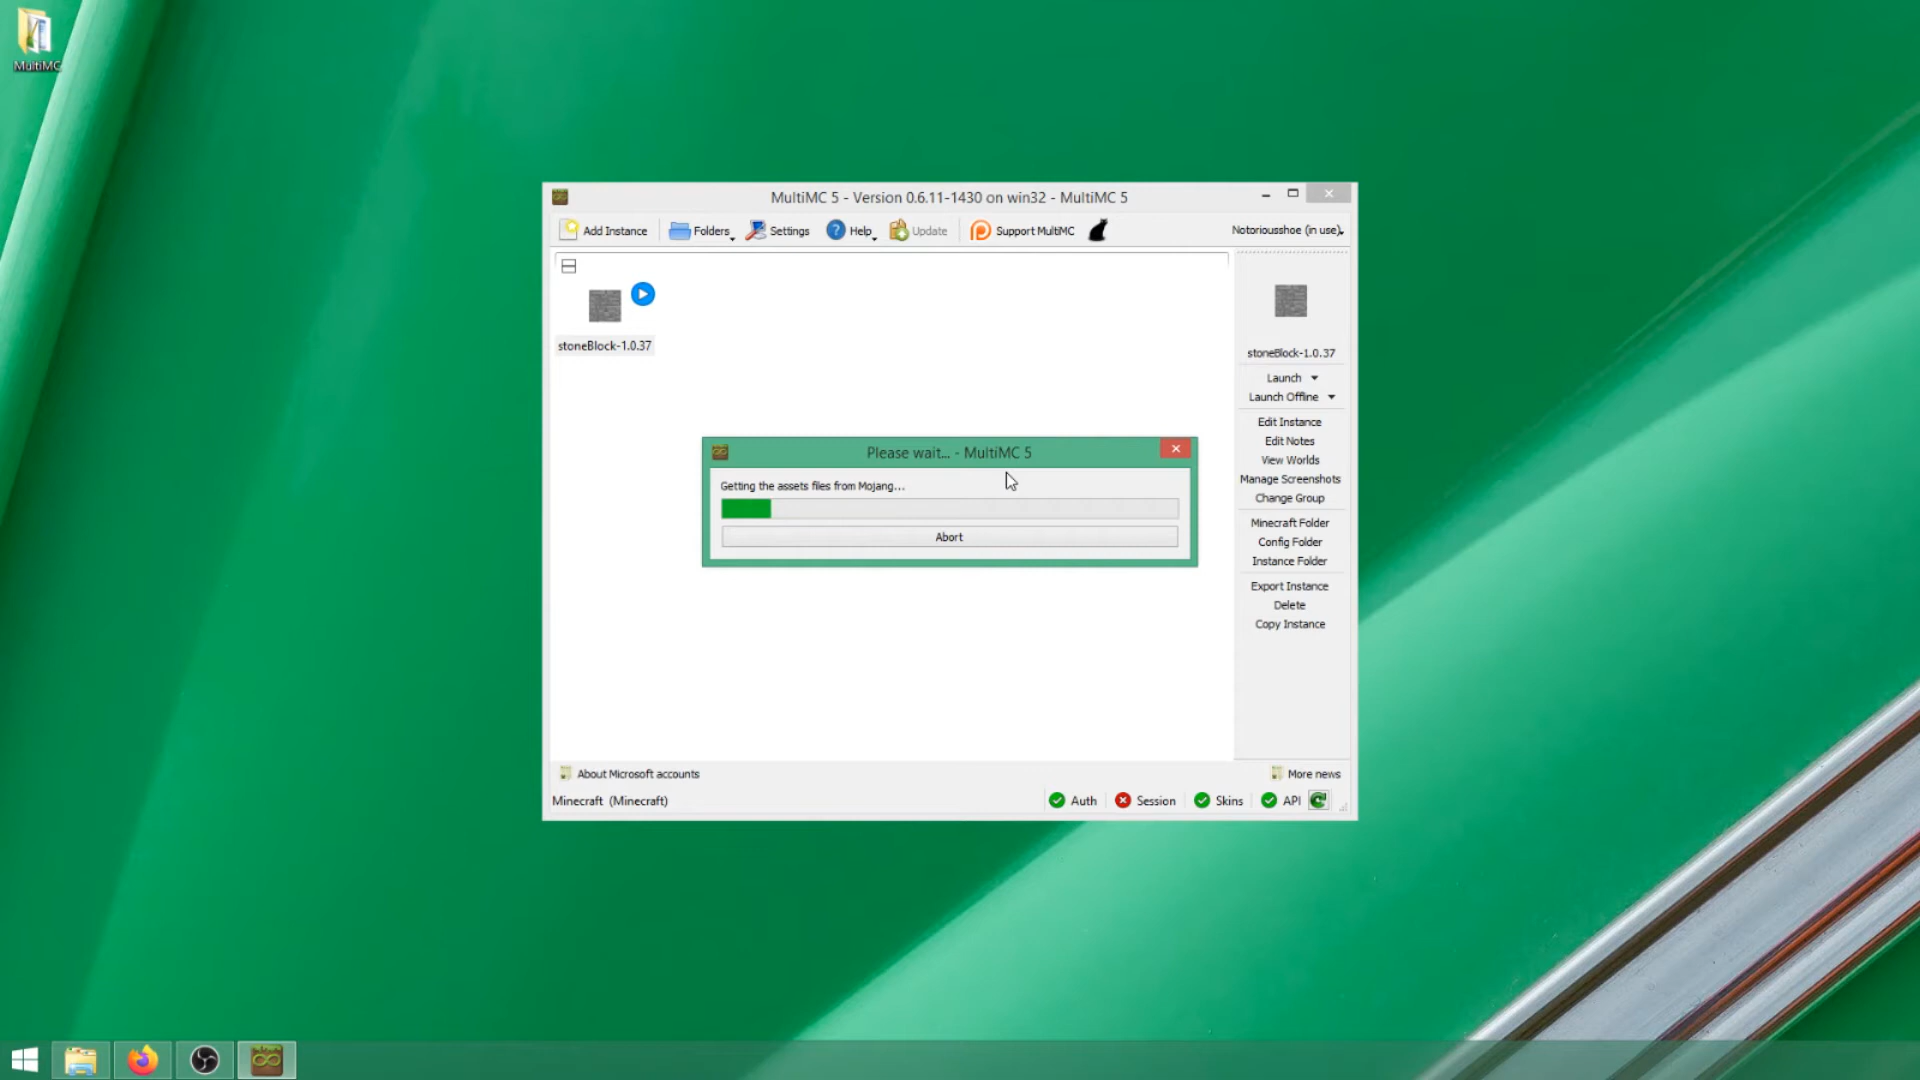 MultiMC
MultiMC 5 - Version 0.6.11-1430 on win32 - MultiMC 5
Add Instance
Folders
Settings
Help
Update
Support MultiMC
Notoriousshoe (in use)
stoneBlock-1.0.37
stoneBlock-1.0.37
Launch
Launch Offline
Edit Instance
Edit Notes
View Worlds
Manage Screenshots
Change Group
Minecraft Folder
Config Folder
Instance Folder
Export Instance
Delete
Copy Instance
Please wait... - MultiMC 5
Getting the assets files from Mojang...
Abort
About Microsoft accounts
More news
Minecraft (Minecraft)
Auth
Session
Skins
API